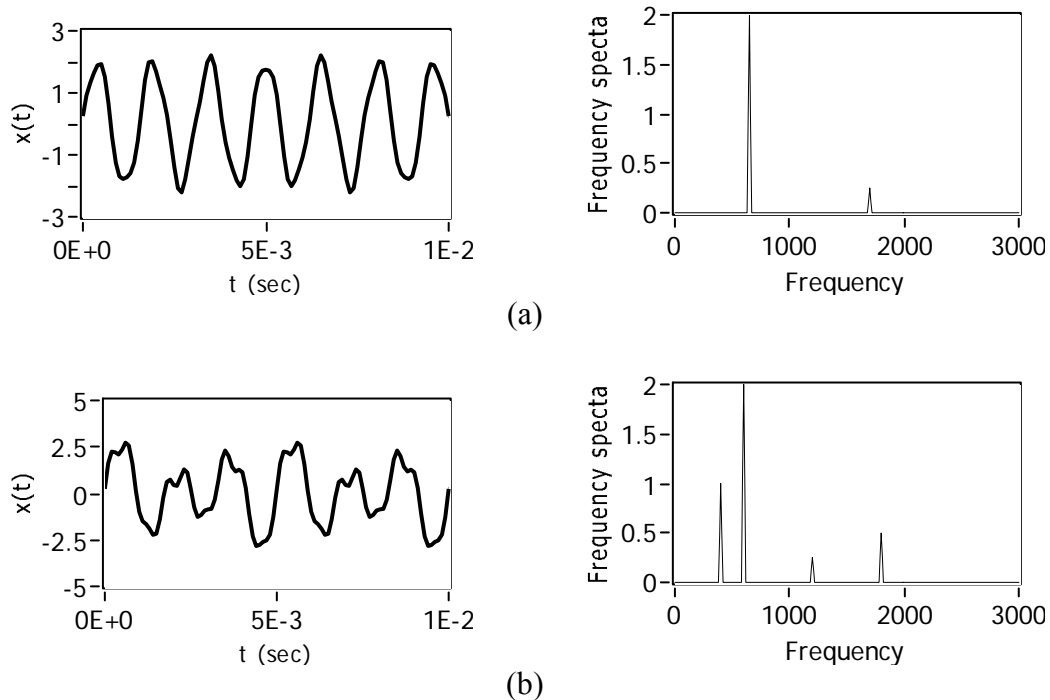 3
1
-1
-3
x(t)
0E+0
5E-3
1E-2
t (sec)
2
1.5
1
0.5
0
Frequency specta
0
1000
2000
3000
Frequency
(a)
5
2.5
0
-2.5
-5
x(t)
0E+0
5E-3
1E-2
t (sec)
2
1.5
1
0.5
0
Frequency specta
0
1000
2000
3000
Frequency
(b)